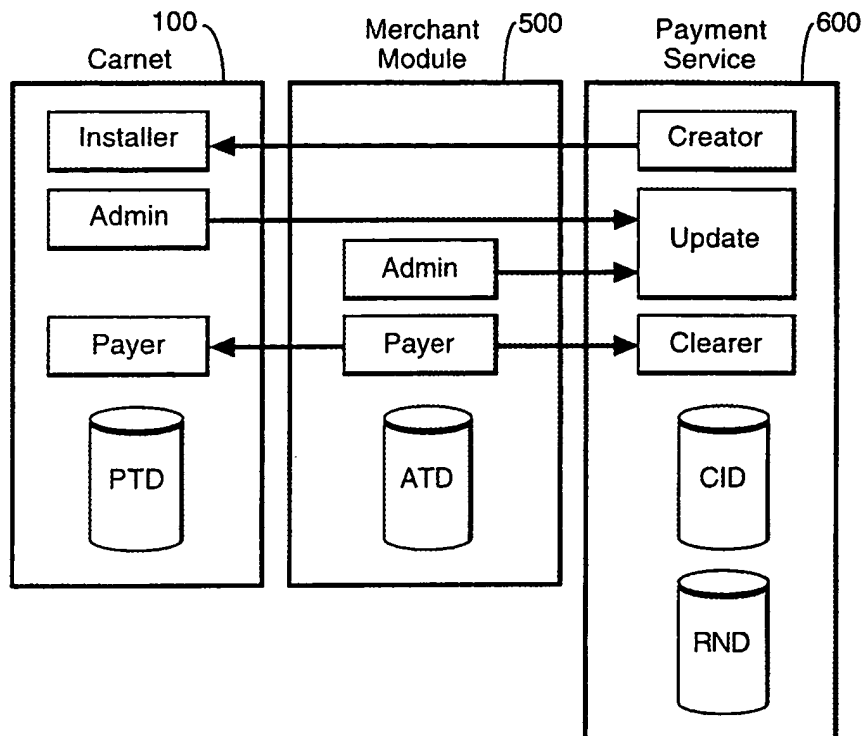 100
Carnet
Merchant
Module
500
Payment
Service
600
Installer
Creator
Admin
Update
Admin
Payer
Payer
Clearer
PTD
ATD
CID
RND